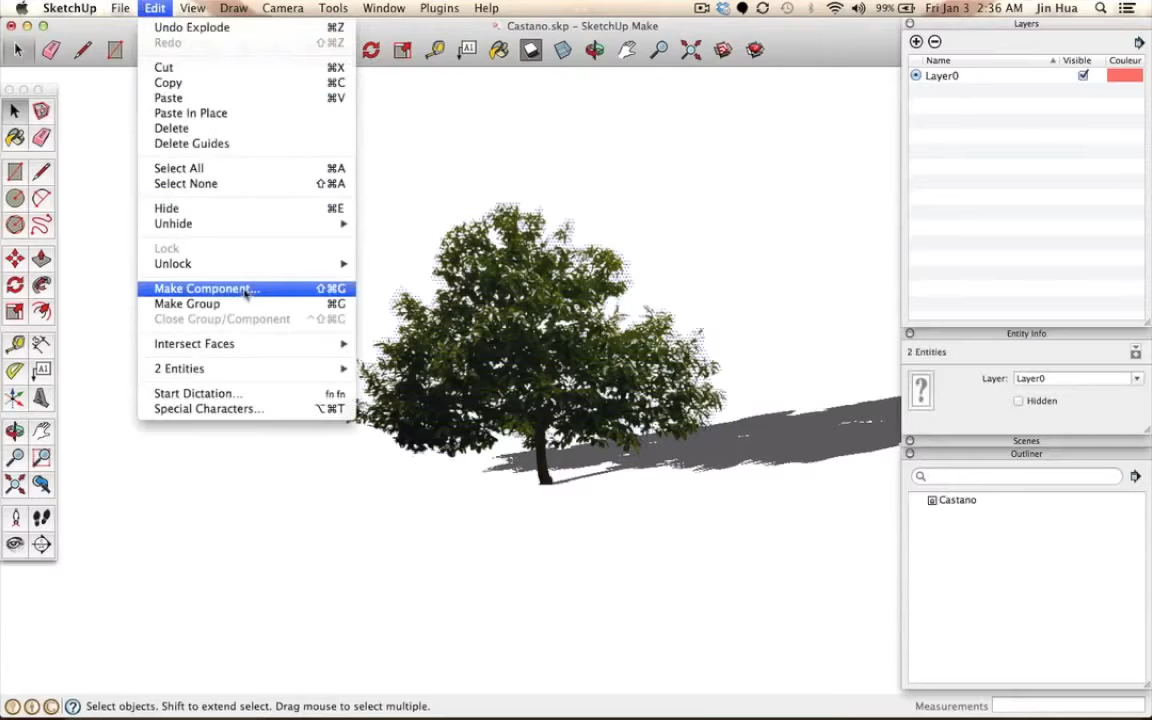 SketchUp File Edit View Draw Camera Tools Window Plugins Help 99% Fri Jan 3 2:36 AM Jin Hua
Castano.skp – SketchUp Make
Undo Explode ⌘Z
Redo ⇧⌘Z
Cut ⌘X
Copy ⌘C
Paste ⌘V
Paste In Place
Delete
Delete Guides
Select All ⌘A
Select None ⇧⌘A
Hide ⌘E
Unhide
Lock
Unlock
Make Component... ⇧⌘G
Make Group ⌘G
Close Group/Component ^⇧⌘G
Intersect Faces
2 Entities
Start Dictation... fn fn
Special Characters... ⌥⌘T
A1
A1
Layers
Name Visible Couleur
Layer0
Entity Info
2 Entities
Layer: Layer0
Hidden
Scenes
Outliner
Castano
Select objects. Shift to extend select. Drag mouse to select multiple.
Measurements